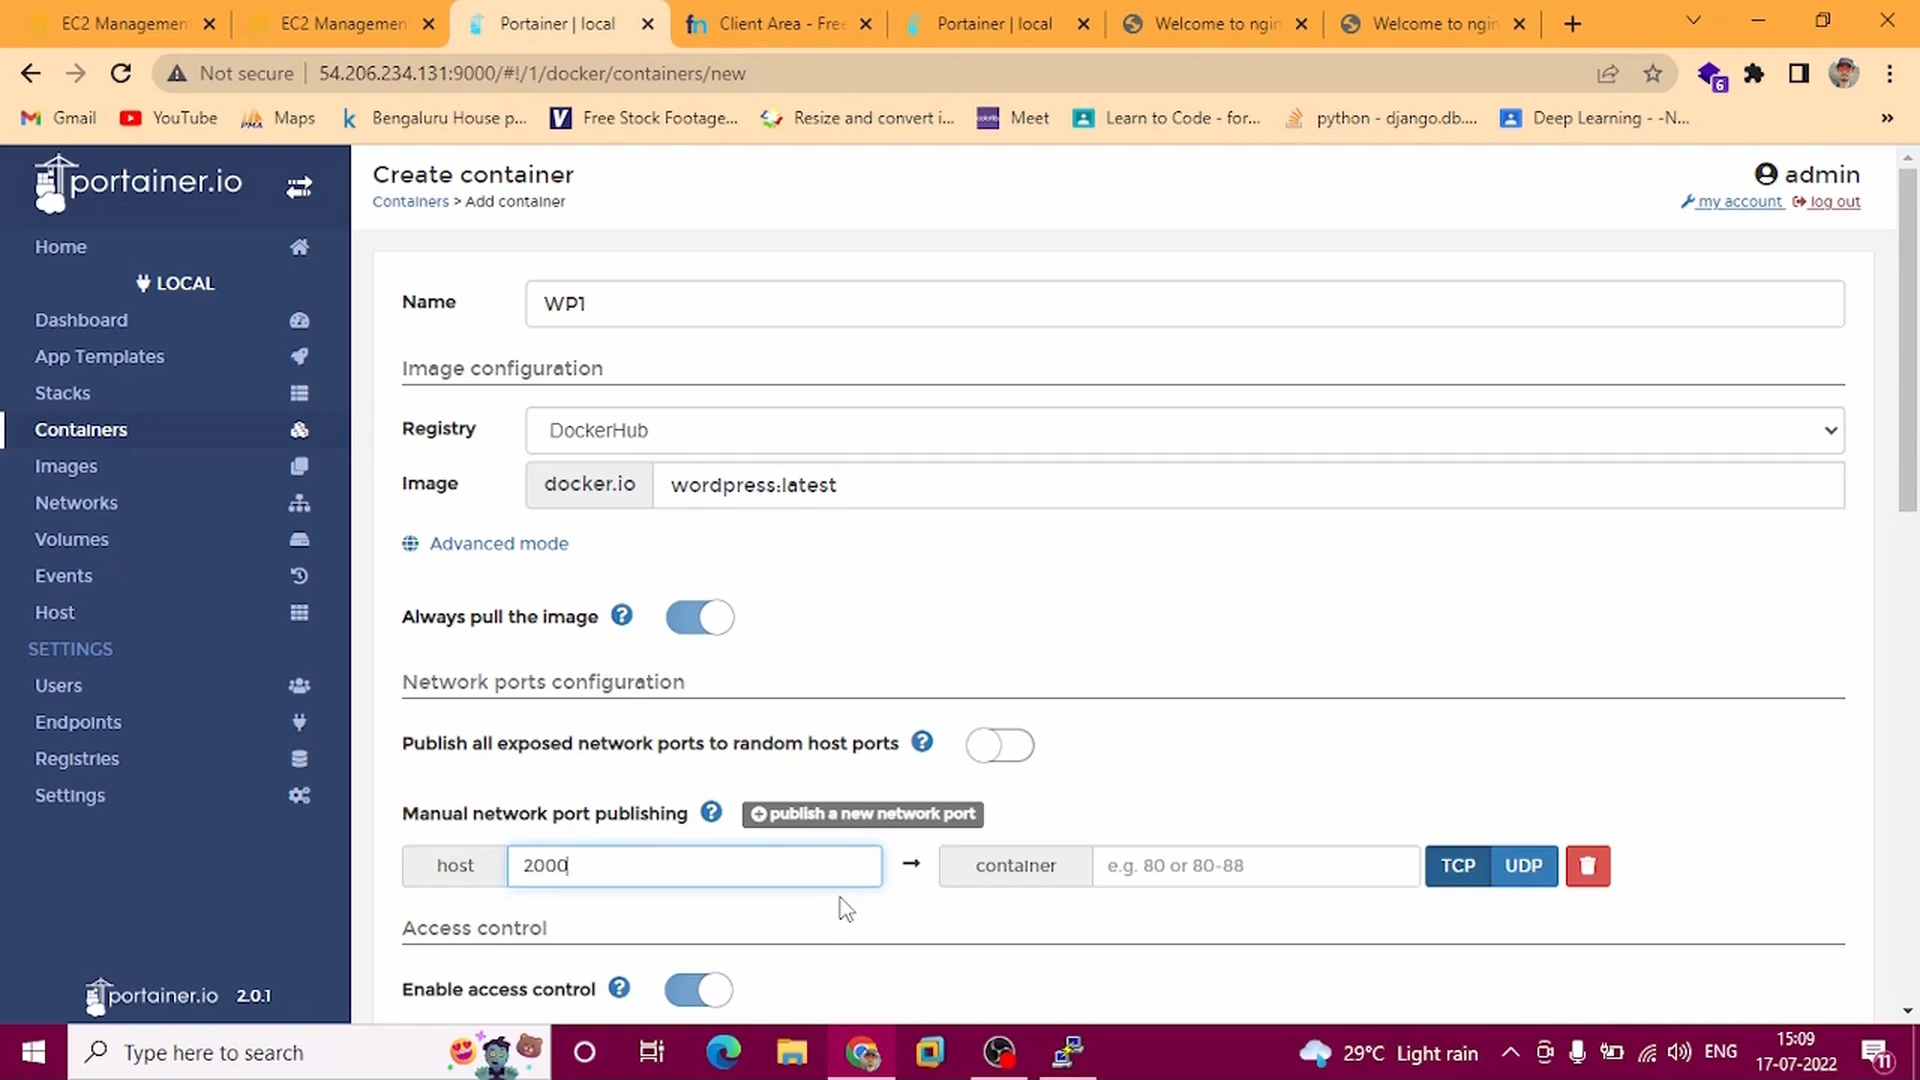 EC2 Management
EC2 Management
Portainer | local
Client Area - Free
Portainer | local
Welcome to ngin
Welcome to ngin
Not secure
54.206.234.131:9000/#!/1/docker/containers/new
6
Gmail
YouTube
Maps
Bengaluru House p...
Free Stock Footage...
Resize and convert i...
Meet
Learn to Code - for...
python - django.db....
Deep Learning - -N...
»
portainer.io
Home
LOCAL
Dashboard
App Templates
Stacks
Containers
Images
Networks
Volumes
Events
Host
SETTINGS
Users
Endpoints
Registries
Settings
portainer.io 2.0.1
Create container
Containers > Add container
admin
my account log out
Name WP1
Image configuration
Registry DockerHub
Image docker.io wordpress:latest
Advanced mode
Always pull the image
Network ports configuration
Publish all exposed network ports to random host ports
Manual network port publishing publish a new network port
host 2000 → container e.g. 80 or 80-88 TCP UDP
Access control
Enable access control
Type here to search
29°C Light rain
ENG
15:09
17-07-2022
11